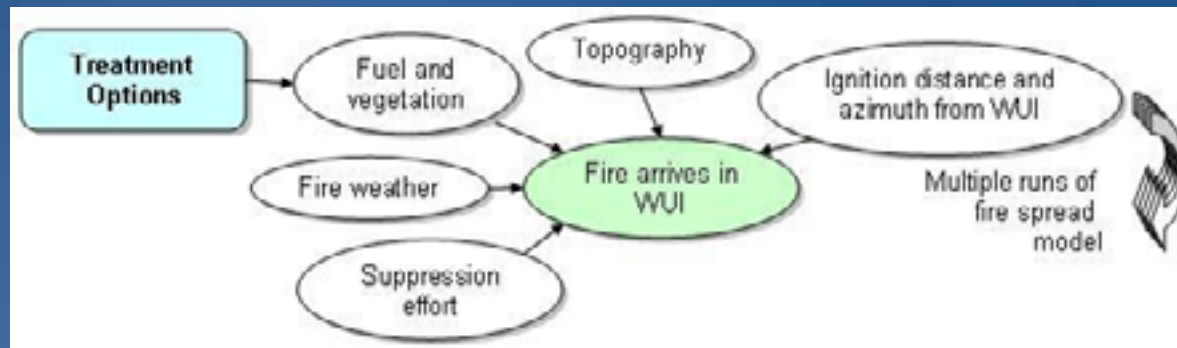 Treatment
Options
Fuel and
vegetation
Topography
Ignition distance and
azimuth from WUI
Fire weather
Fire arrives in
WUI
Multiple runs of
fire spread
model
Suppression
effort